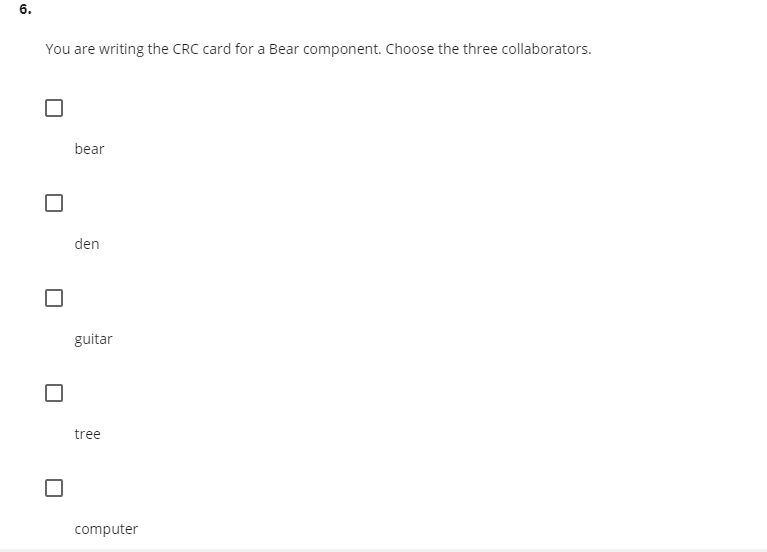 6.
You are writing the CRC card for a Bear component. Choose the three collaborators.
bear
den
guitar
tree
computer